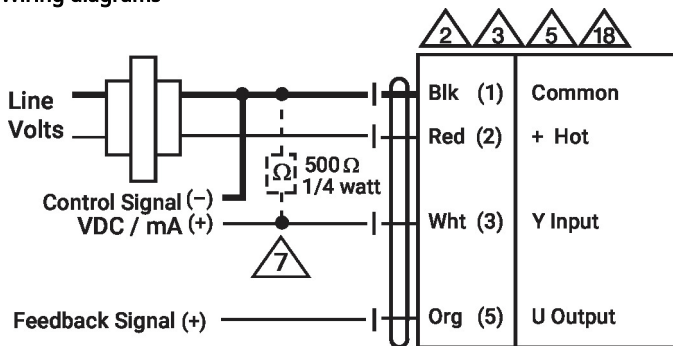 Wiring diagrams
2 3 5 18
Line
Volts
Blk (1) Common
Red (2) + Hot
Ω 500 Ω
1/4 watt
Control Signal (−)
VDC / mA (+)
Wht (3) Y Input
7
Feedback Signal (+)
Org (5) U Output